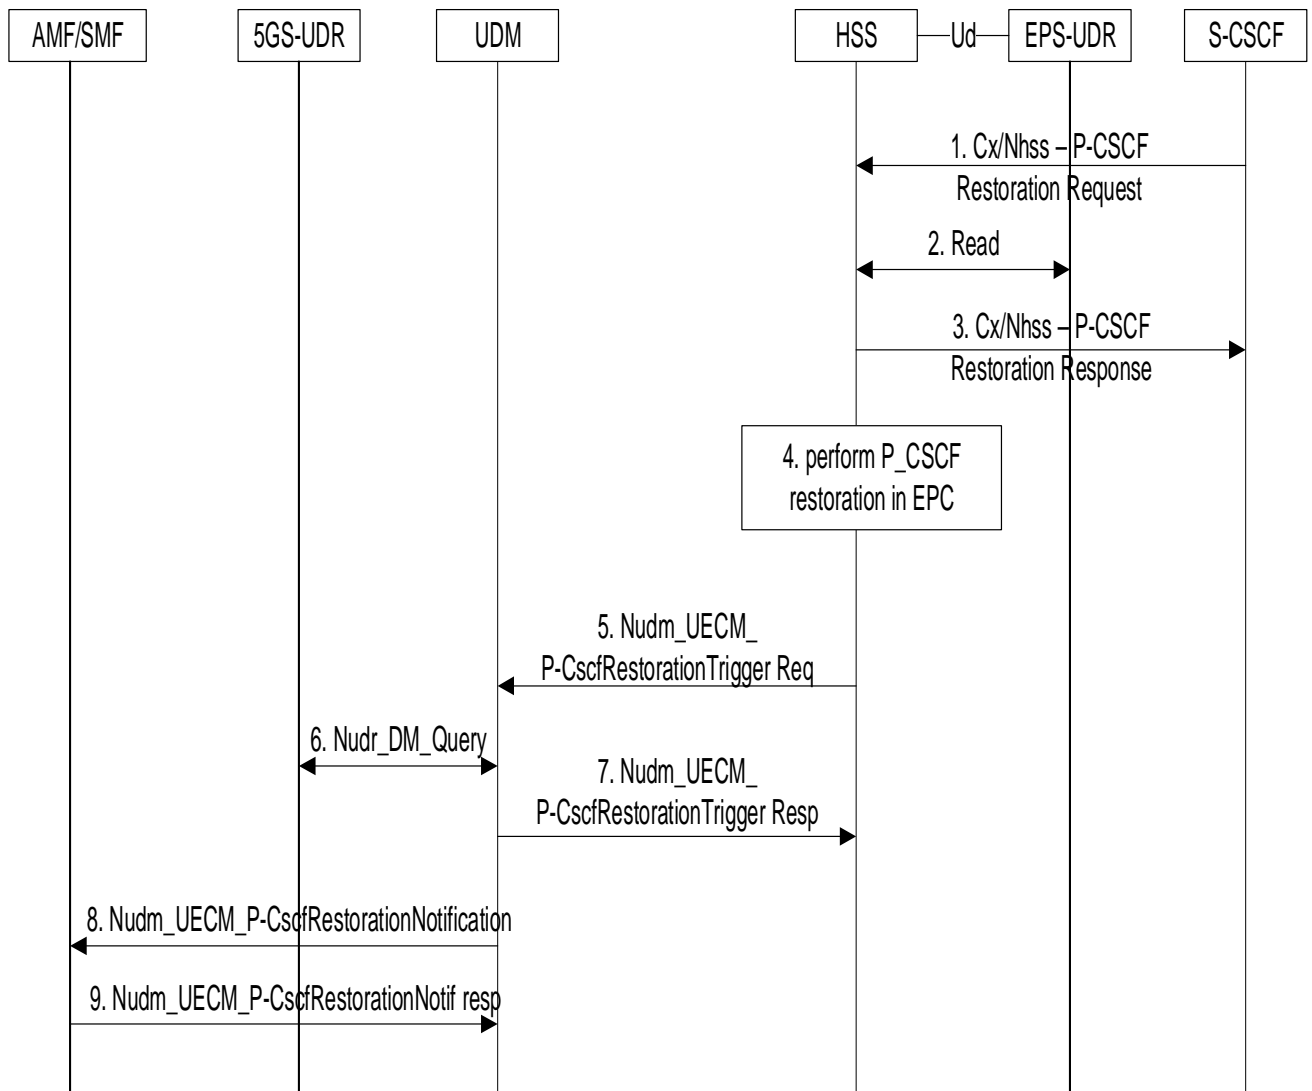 AMF/SMF
5GS-UDR
UDM
HSS
Ud
EPS-UDR
S-CSCF
1. Cx/Nhss – P-CSCF
Restoration Request
2. Read
3. Cx/Nhss – P-CSCF
Restoration Response
4. perform P_CSCF
restoration in EPC
5. Nudm_UECM_
P-CscfRestorationTrigger Req
6. Nudr_DM_Query
7. Nudm_UECM_
P-CscfRestorationTrigger Resp
8. Nudm_UECM_P-CscfRestorationNotification
9. Nudm_UECM_P-CscfRestorationNotif resp